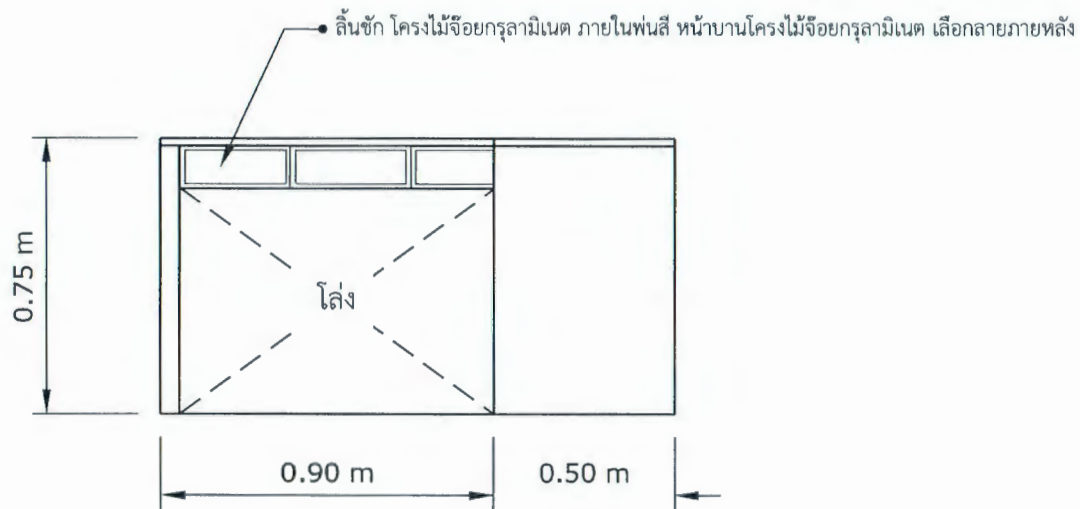 ลิ้นชัก โครงไม้จ๊อยกรุลามิเนต ภายในพ่นสี หน้าบานโครงไม้จ๊อยกรุลามิเนต เลือกลายภายหลัง
0.75 m
โล่ง
0.90 m
0.50 m